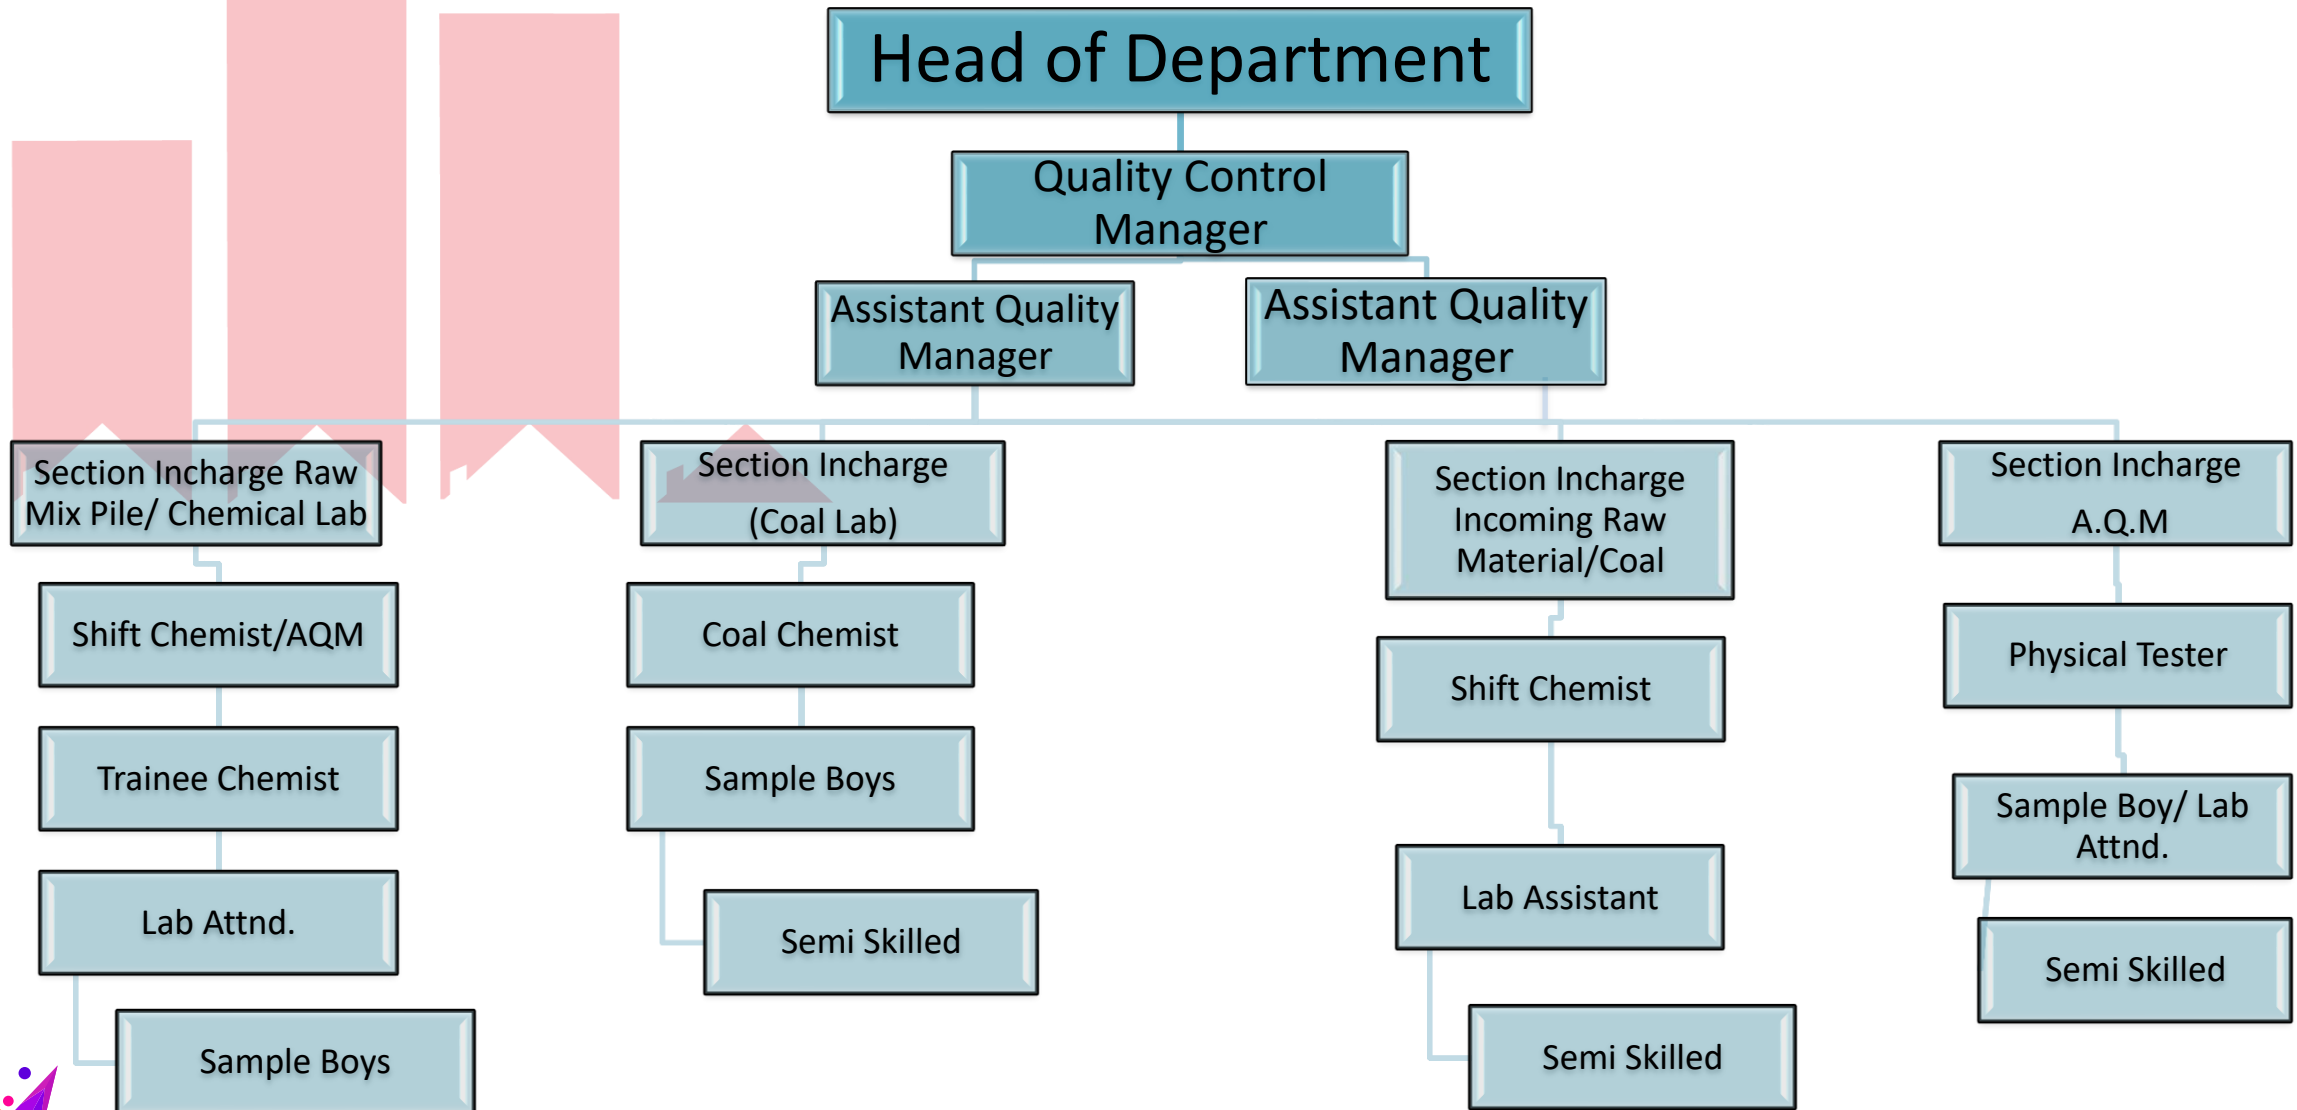 Head of Department
Quality Control
Manager
Assistant Quality
Manager
Assistant Quality
Manager
Section Incharge Raw
Mix Pile/ Chemical Lab
Shift Chemist/AQM
Trainee Chemist
Lab Attnd.
Sample Boys
Section Incharge
(Coal Lab)
Coal Chemist
Sample Boys
Semi Skilled
Section Incharge
Incoming Raw
Material/Coal
Shift Chemist
Lab Assistant
Semi Skilled
Section Incharge
A.Q.M
Physical Tester
Sample Boy/ Lab
Attnd.
Semi Skilled